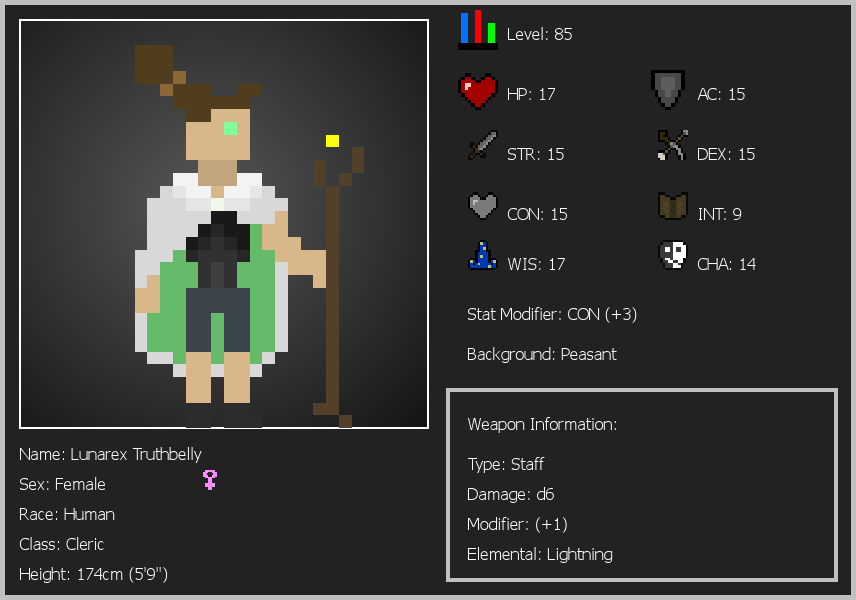 Level: 85
HP: 17
AC: 15
STR: 15
DEX: 15
CON: 15
INT: 9
WIS: 17
CHA: 14
Stat Modifier: CON (+3)
Background: Peasant
Weapon Information:
Type: Staff
Damage: d6
Modifier: (+1)
Elemental: Lightning
Name: Lunarex Truthbelly
Sex: Female
Race: Human
Class: Cleric
Height: 174cm (5'9")